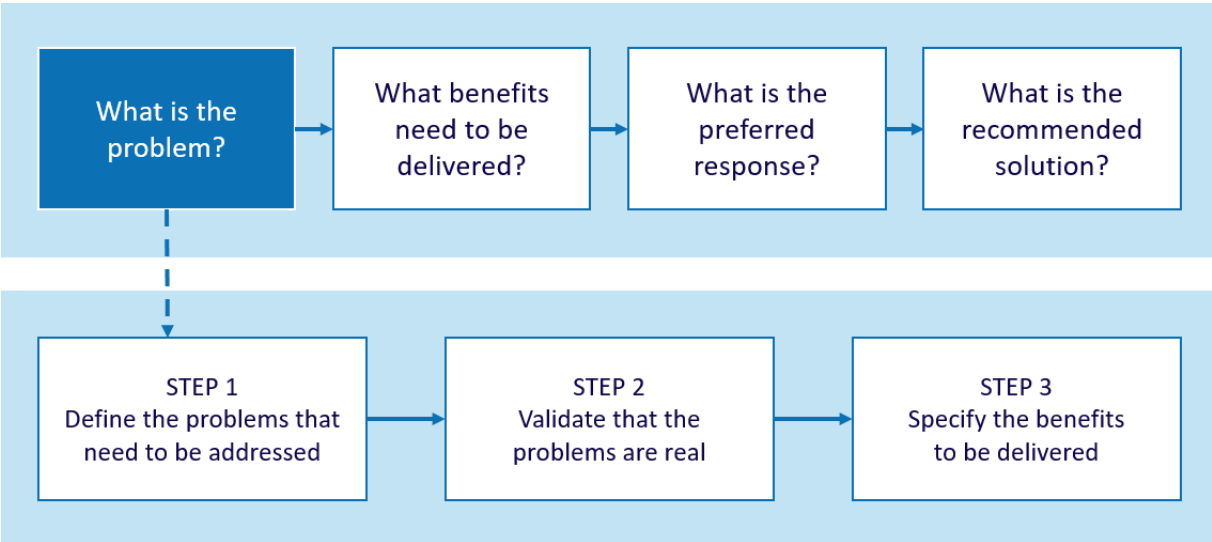 What is the
problem?
What benefits
need to be
delivered?
What is the
preferred
response?
What is the
recommended
solution?
STEP 1
Define the problems that
need to be addressed
STEP 2
Validate that the
problems are real
STEP 3
Specify the benefits
to be delivered